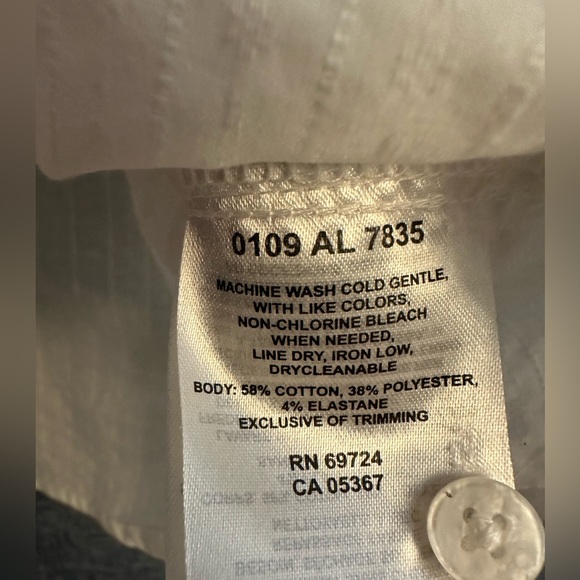 0109 AL 7835
MACHINE WASH COLD GENTLE,
WITH LIKE COLORS,
NON-CHLORINE BLEACH
WHEN NEEDED,
LINE DRY, IRON LOW,
DRYCLEANABLE
BODY: 58% COTTON, 38% POLYESTER,
4% ELASTANE
EXCLUSIVE OF TRIMMING
RN 69724
CA 05367